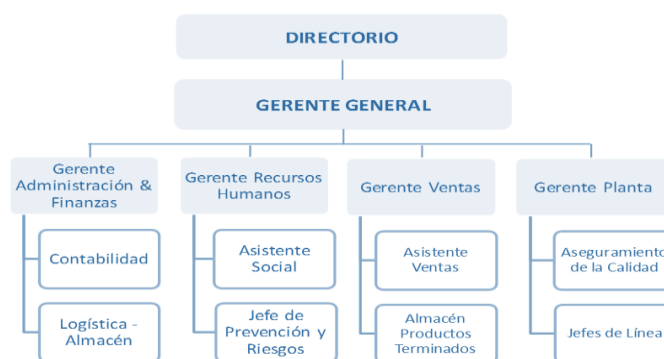 DIRECTORIO
GERENTE GENERAL
Gerente
Administración &
Finanzas
Gerente Recursos
Humanos
Gerente Ventas
Gerente Planta
Contabilidad
Asistente
Social
Asistente
Ventas
Aseguramiento
de la Calidad
Logística -
Almacén
Jefe de
Prevención y
Riesgos
Almacén
Productos
Terminados
Jefes de Línea